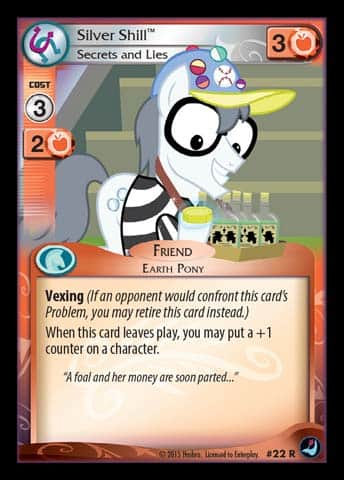 Silver Shill™
Secrets and Lies
3
COST
3
2
FRIEND
EARTH PONY
Vexing (If an opponent would confront this card's
Problem, you may retire this card instead.)
When this card leaves play, you may put a +1
counter on a character.
"A foal and her money are soon parted..."
© 2015 Hasbro. Licensed to Enterplay.
#22 R